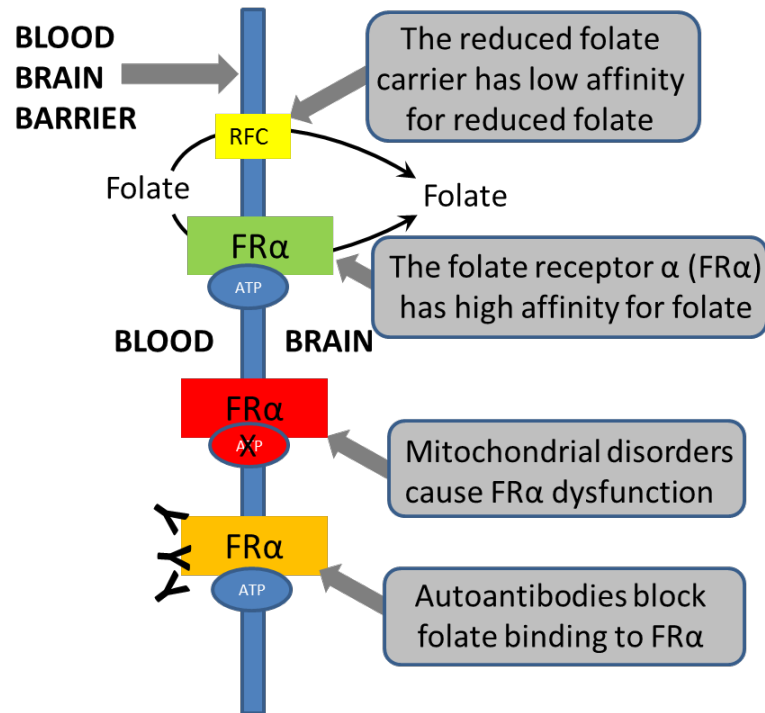 BLOOD
BRAIN
BARRIER
The reduced folate
carrier has low affinity
for reduced folate
RFC
Folate
Folate
FRα
ATP
The folate receptor α (FRα)
has high affinity for folate
BLOOD
BRAIN
FRα
ATP
X
Mitochondrial disorders
cause FRα dysfunction
FRα
ATP
Autoantibodies block
folate binding to FRα